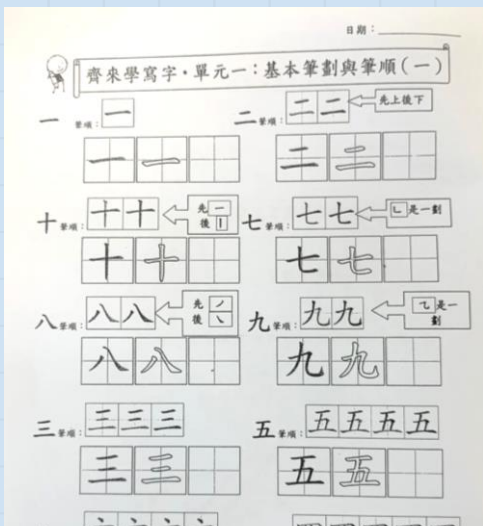 日期：
齊來學寫字・單元一：基本筆劃與筆順（一）
一 筆順：一
一 一
二 筆順：二 二 先上後下
二 二
十 筆順：十 十 先 一 後 丨
十 十
七 筆順：七 七 乚 是一劃
七 七
八 筆順：八 八 先 ノ 後 ㇏
八 八
九 筆順：九 九 ⺄ 是一劃
九 九
三 筆順：三 三 三
三 三
五 筆順：五 五 五 五
五 五